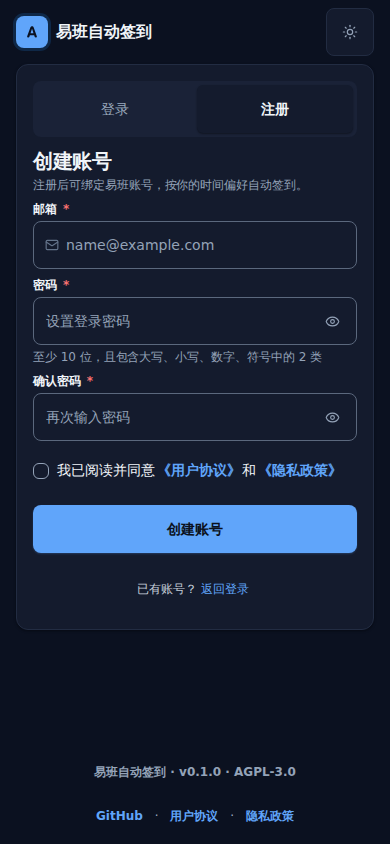 A 易班自动签到
登录 注册
创建账号
注册后可绑定易班账号，按你的时间偏好自动签到。
邮箱 *
name@example.com
密码 *
设置登录密码
至少 10 位，且包含大写、小写、数字、符号中的 2 类
确认密码 *
再次输入密码
我已阅读并同意《用户协议》和《隐私政策》
创建账号
已有账号？ 返回登录
易班自动签到 · v0.1.0 · AGPL-3.0
GitHub · 用户协议 · 隐私政策